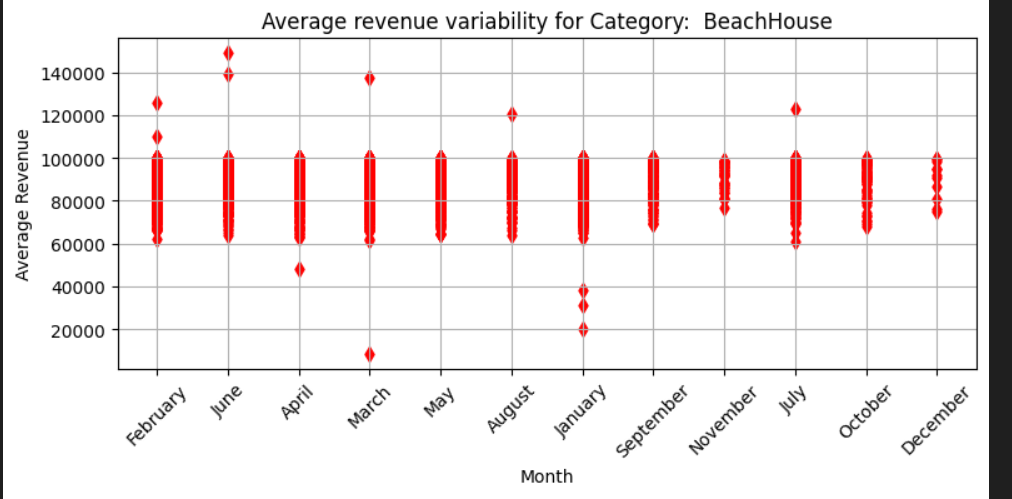 Average revenue variability for Category:  BeachHouse
Average Revenue
140000
120000
100000
80000
60000
40000
20000
February
June
April
March
May
August
January
September
November
July
October
December
Month